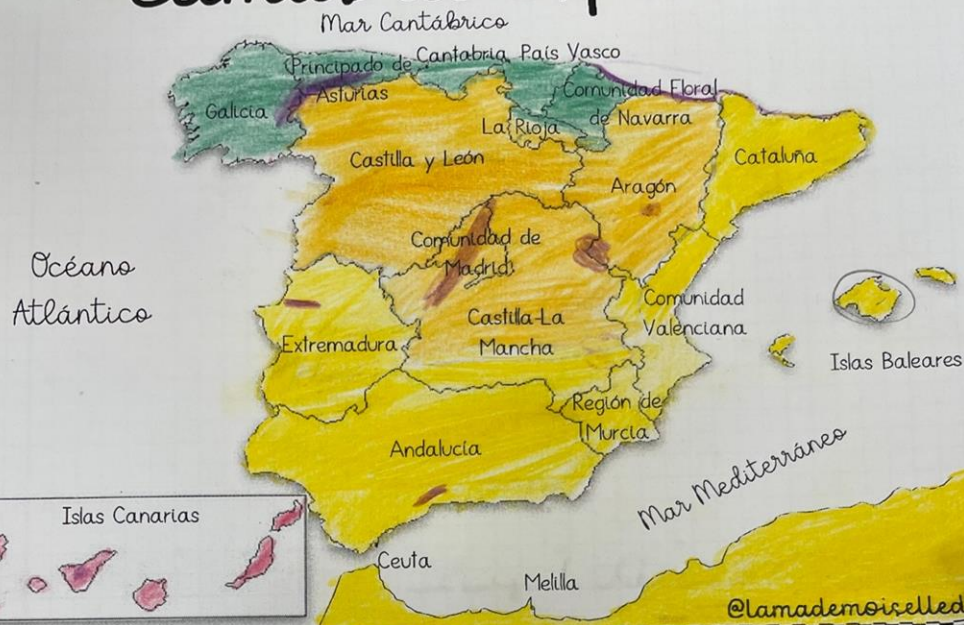 Mar Cantábrico
Principado de
Asturias
Cantabria
País Vasco
Galicia
Comunidad Floral
de Navarra
La Rioja
Castilla y León
Aragón
Cataluña
Comunidad de
Madrid
Océano
Atlántico
Castilla-La
Mancha
Comunidad
Valenciana
Extremadura
Islas Baleares
Región de
Murcia
Andalucía
Mar Mediterráneo
Islas Canarias
Ceuta
Melilla
@lamademoiselled